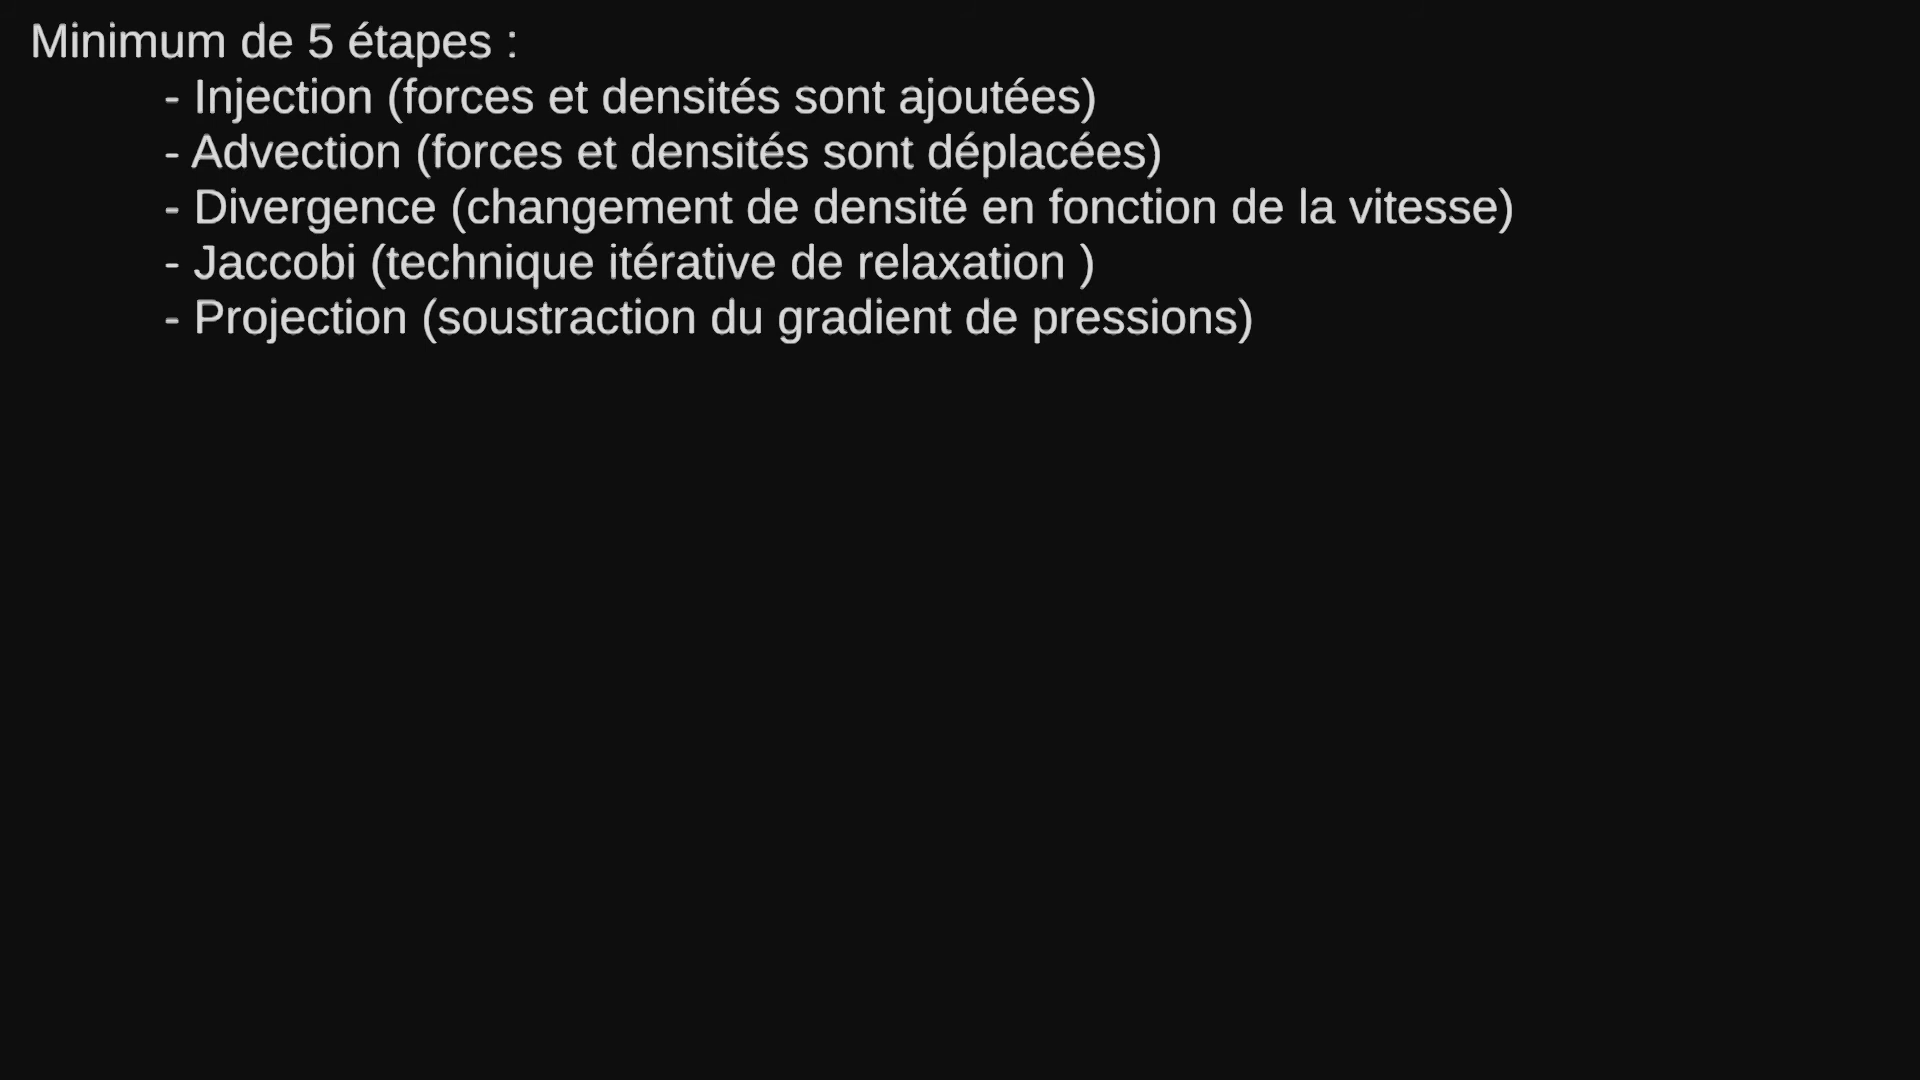 Minimum de 5 étapes :
- Injection (forces et densités sont ajoutées)
- Advection (forces et densités sont déplacées)
- Divergence (changement de densité en fonction de la vitesse)
- Jaccobi (technique itérative de relaxation )
- Projection (soustraction du gradient de pressions)